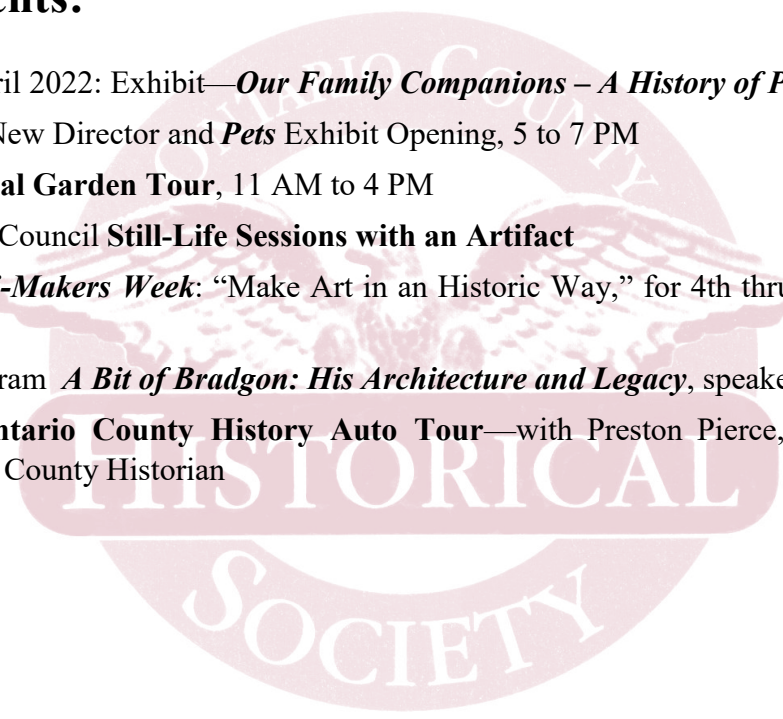 ents:
ril 2022: Exhibit—Our Family Companions – A History of P
New Director and Pets Exhibit Opening, 5 to 7 PM
al Garden Tour, 11 AM to 4 PM
Council Still-Life Sessions with an Artifact
-Makers Week: “Make Art in an Historic Way,” for 4th thru
ram A Bit of Bradgon: His Architecture and Legacy, speake
ntario County History Auto Tour—with Preston Pierce,
County Historian
ONTARIO COUNTY
HISTORICAL
SOCIETY